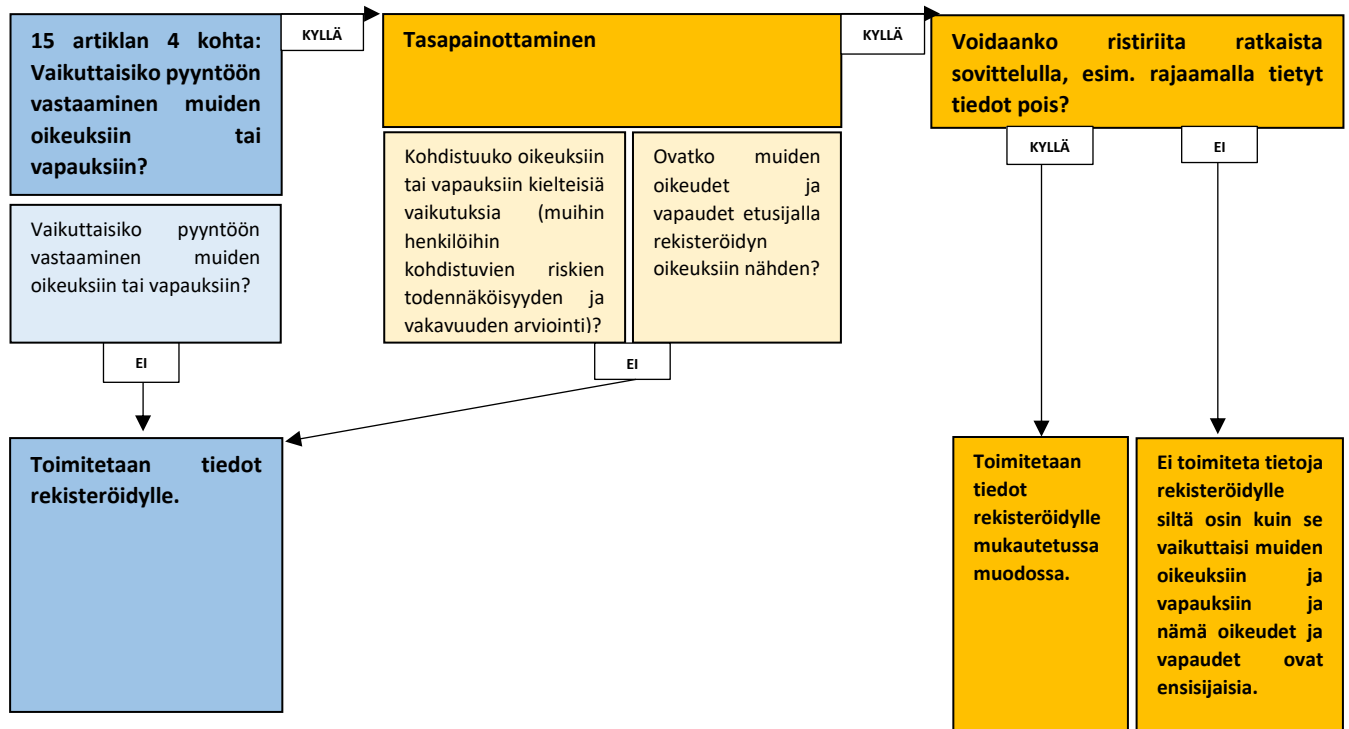 15 artiklan 4 kohta:
Vaikuttaisiko pyyntöön
vastaaminen muiden
oikeuksiin tai
vapauksiin?
KYLLÄ
Tasapainottaminen
KYLLÄ
Voidaanko ristiriita ratkaista
sovittelulla, esim. rajaamalla tietyt
tiedot pois?
Vaikuttaisiko pyyntöön
vastaaminen muiden
oikeuksiin tai vapauksiin?
Kohdistuuko oikeuksiin
tai vapauksiin kielteisiä
vaikutuksia (muihin
henkilöihin
kohdistuvien riskien
todennäköisyyden ja
vakavuuden arviointi)?
Ovatko muiden
oikeudet ja
vapaudet etusijalla
rekisteröidyn
oikeuksiin nähden?
KYLLÄ
EI
EI
EI
Toimitetaan tiedot
rekisteröidylle.
Toimitetaan
tiedot
rekisteröidylle
mukautetussa
muodossa.
Ei toimiteta tietoja
rekisteröidylle
siltä osin kuin se
vaikuttaisi muiden
oikeuksiin ja
vapauksiin ja
nämä oikeudet ja
vapaudet ovat
ensisijaisia.